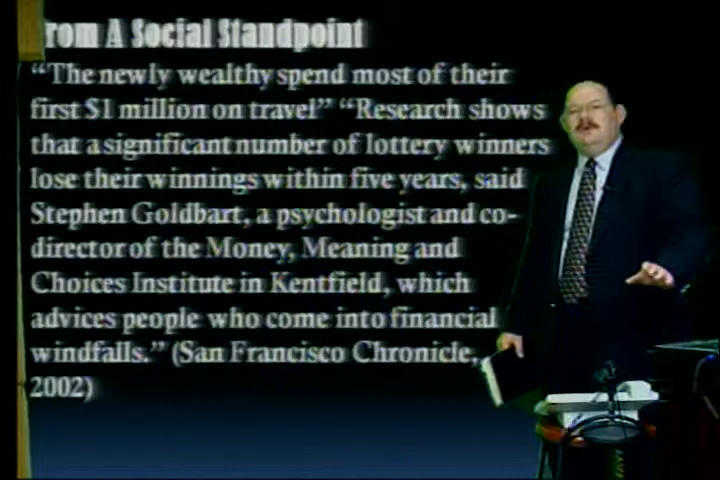 rom A Social Standpoint
“The newly wealthy spend most of their
first $1 million on travel” “Research shows
that a significant number of lottery winners
lose their winnings within five years, said
Stephen Goldbart, a psychologist and co-
director of the Money, Meaning and
Choices Institute in Kentfield, which
advices people who come into financial
windfalls.” (San Francisco Chronicle,
2002)